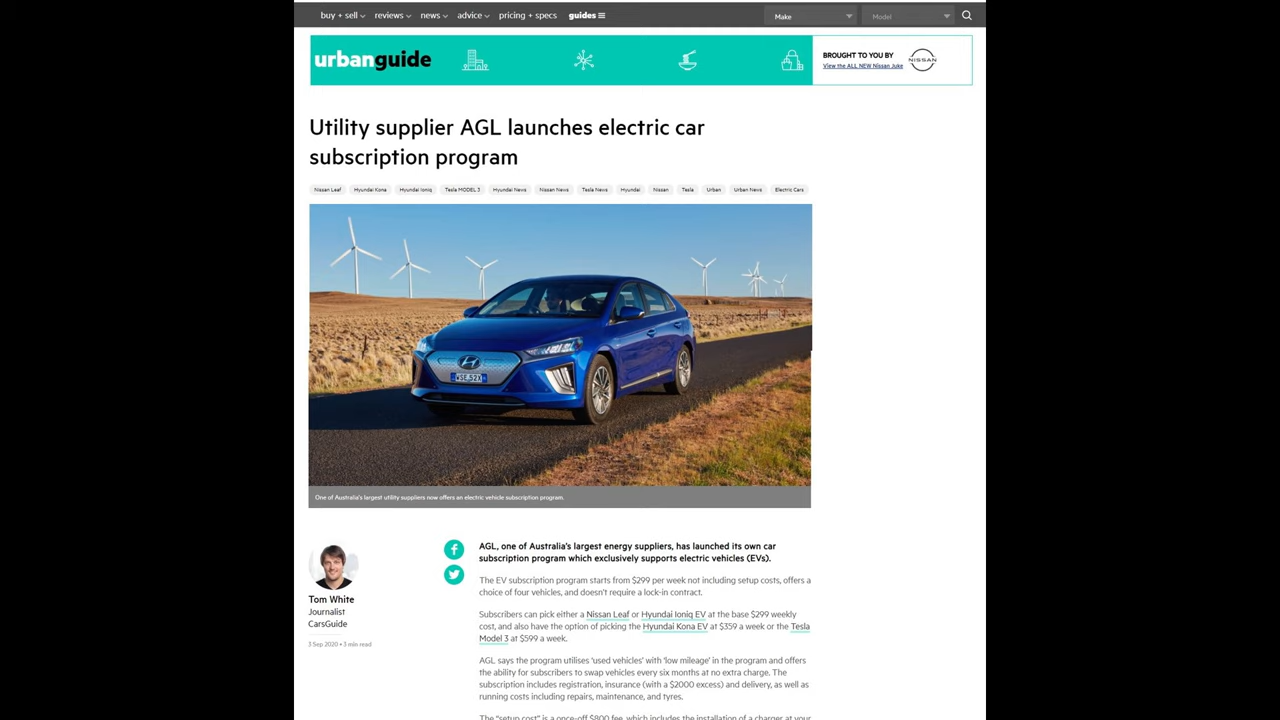 buy + sell reviews news advice pricing + specs guides Make Model
urbanguide
BROUGHT TO YOU BY
View the ALL NEW Nissan Juke
NISSAN
Utility supplier AGL launches electric car
subscription program
Nissan Leaf Hyundai Kona Hyundai Ioniq Tesla MODEL 3 Hyundai News Nissan News Tesla News Hyundai Nissan Tesla Urban Urban News Electric Cars
One of Australia's largest utility suppliers now offers an electric vehicle subscription program.
Tom White
Journalist
CarsGuide
3 Sep 2020 • 3 min read
AGL, one of Australia's largest energy suppliers, has launched its own car
subscription program which exclusively supports electric vehicles (EVs).
The EV subscription program starts from $299 per week not including setup costs, offers a
choice of four vehicles, and doesn't require a lock-in contract.
Subscribers can pick either a Nissan Leaf or Hyundai Ioniq EV at the base $299 weekly
cost, and also have the option of picking the Hyundai Kona EV at $359 a week or the Tesla
Model 3 at $599 a week.
AGL says the program utilises 'used vehicles' with 'low mileage' in the program and offers
the ability for subscribers to swap vehicles every six months at no extra charge. The
subscription includes registration, insurance (with a $2000 excess) and delivery, as well as
running costs including repairs, maintenance, and tyres.
The "setup cost" is a once-off $800 fee, which includes the installation of a charger at your